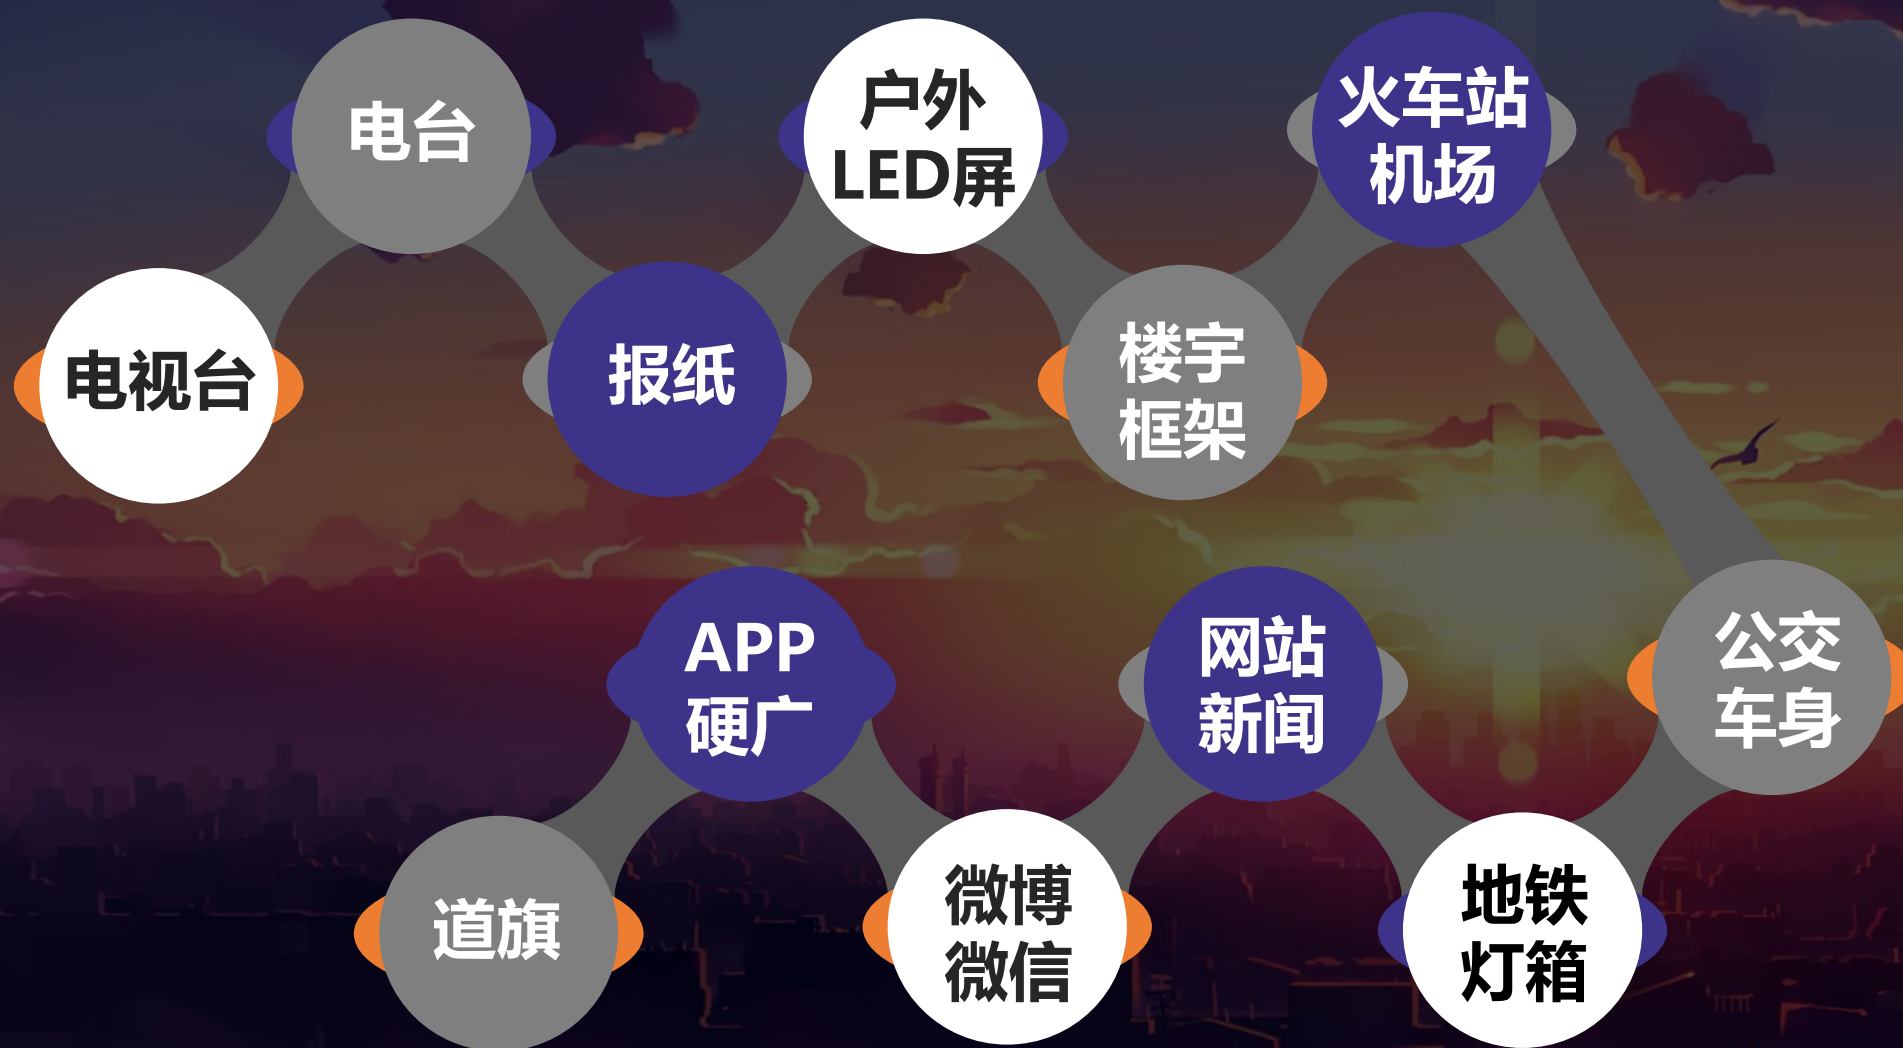 电视台
电台
报纸
户外
LED屏
楼宇
框架
火车站
机场
公交
车身
地铁
灯箱
网站
新闻
微博
微信
APP
硬广
道旗